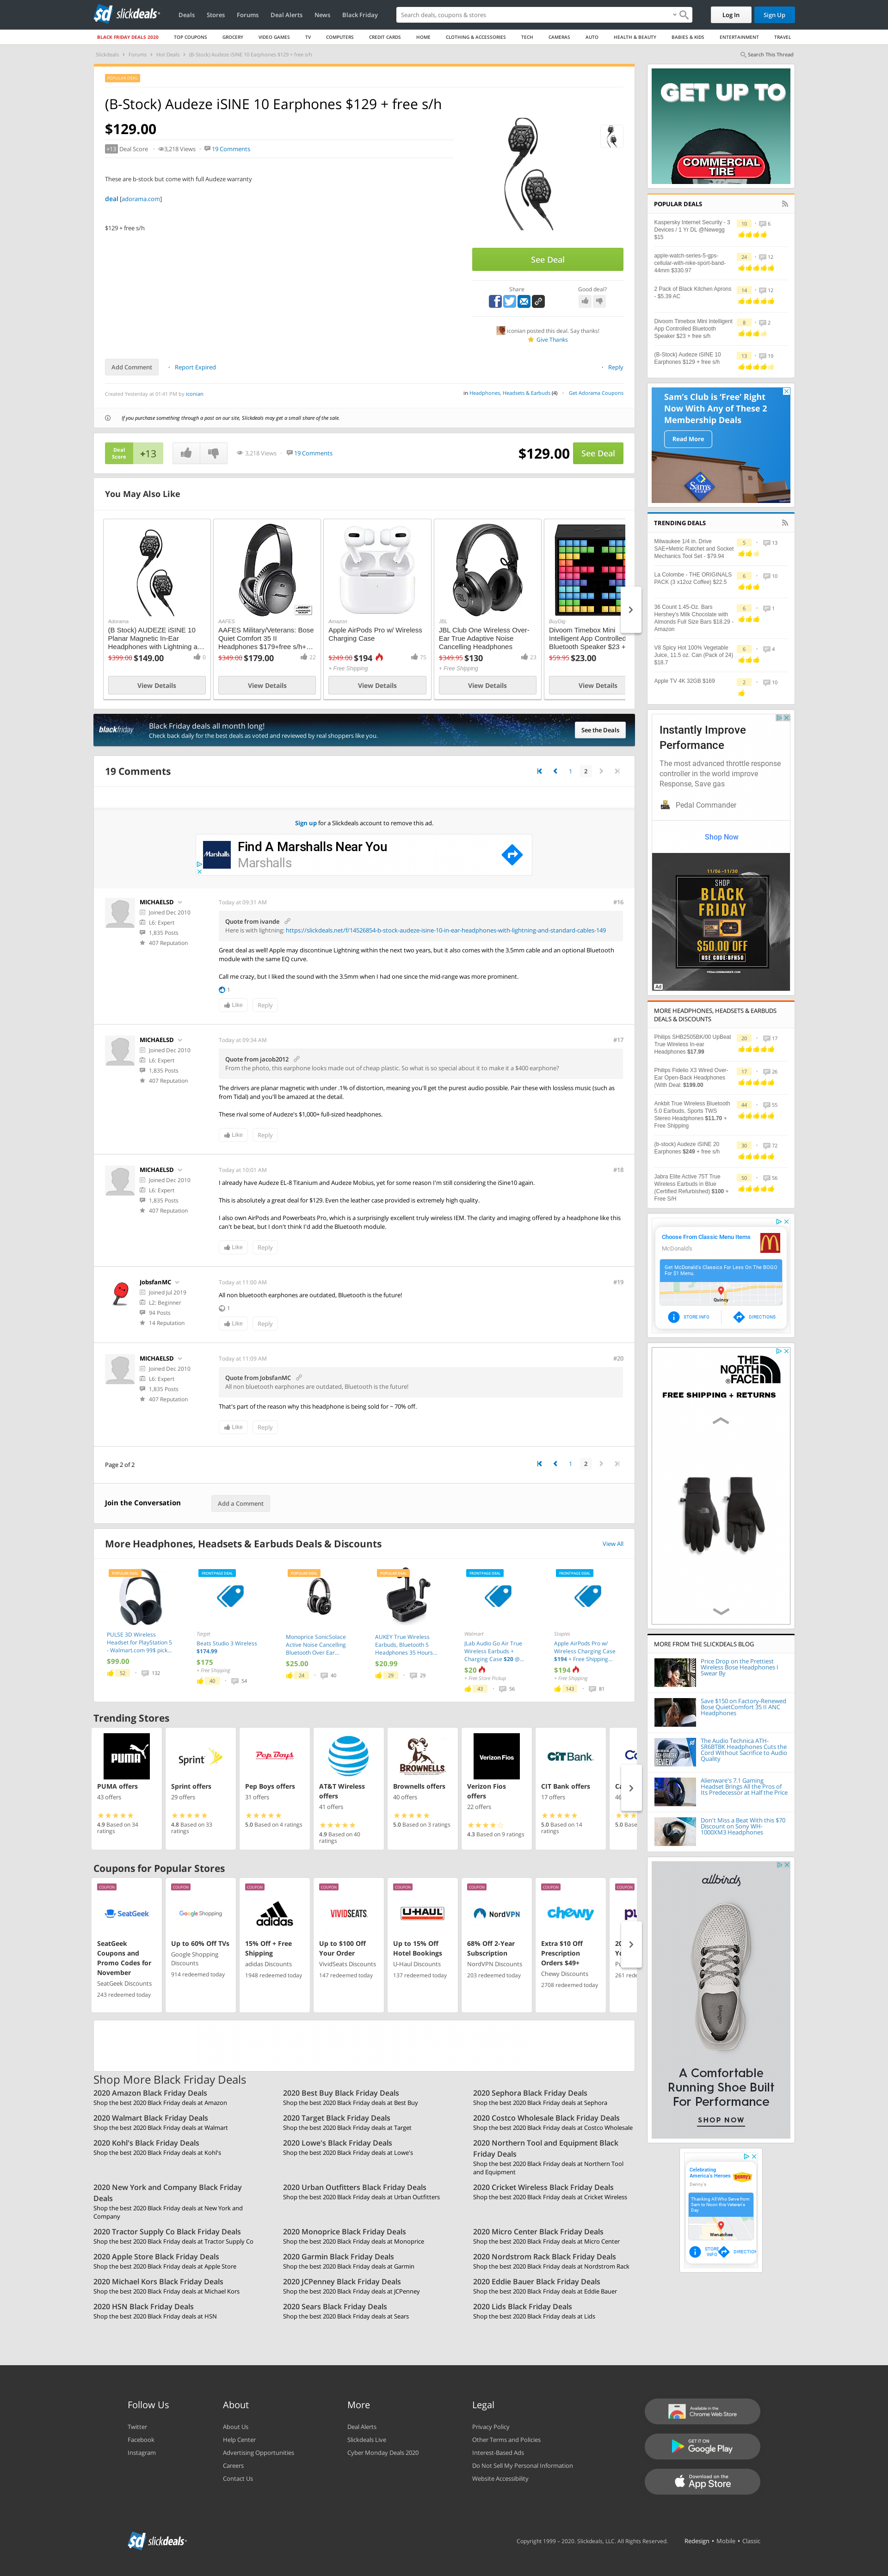 slickdeals
Deals
Stores
Forums
Deal Alerts
News
Black Friday
Search deals, coupons & stores
Log In
Sign Up
BLACK FRIDAY DEALS 2020
TOP COUPONS
GROCERY
VIDEO GAMES
TV
COMPUTERS
CREDIT CARDS
HOME
CLOTHING & ACCESSORIES
TECH
CAMERAS
AUTO
HEALTH & BEAUTY
BABIES & KIDS
ENTERTAINMENT
TRAVEL
Slickdeals > Forums > Hot Deals > (B-Stock) Audeze iSINE 10 Earphones $129 + free s/h
Search This Thread
POPULAR DEAL
(B-Stock) Audeze iSINE 10 Earphones $129 + free s/h
$129.00
+13 Deal Score
3,218 Views
19 Comments
These are b-stock but come with full Audeze warranty
deal [adorama.com]
$129 + free s/h
See Deal
Share
Good deal?
iconian posted this deal. Say thanks!
Give Thanks
Add Comment
Report Expired
Reply
Created Yesterday at 01:41 PM by iconian
in Headphones, Headsets & Earbuds (4)
Get Adorama Coupons
If you purchase something through a post on our site, Slickdeals may get a small share of the sale.
Deal Score
+13
3,218 Views
19 Comments
$129.00
See Deal
You May Also Like
Adorama
(B Stock) AUDEZE iSINE 10 Planar Magnetic In-Ear Headphones with Lightning a...
$399.00 $149.00
0
View Details
AAFES
AAFES Military/Veterans: Bose Quiet Comfort 35 II Headphones $179+free s/h+...
$349.00 $179.00
22
View Details
Amazon
Apple AirPods Pro w/ Wireless Charging Case
$249.00 $194
75
+ Free Shipping
View Details
JBL
JBL Club One Wireless Over-Ear True Adaptive Noise Cancelling Headphones
$349.95 $130
23
+ Free Shipping
View Details
BuyDig
Divoom Timebox Mini Intelligent App Controlled Bluetooth Speaker $23 +
$59.95 $23.00
View Details
blackfriday
Black Friday deals all month long!
Check back daily for the best deals as voted and reviewed by real shoppers like you.
See the Deals
19 Comments
1
2
Sign up for a Slickdeals account to remove this ad.
Marshalls
Find A Marshalls Near You
Marshalls
MICHAELSD
Joined Dec 2010
L6: Expert
1,835 Posts
407 Reputation
Today at 09:31 AM
#16
Quote from ivande
Here is with lightning: https://slickdeals.net/f/14526854-b-stock-audeze-isine-10-in-ear-headphones-with-lightning-and-standard-cables-149
Great deal as well! Apple may discontinue Lightning within the next two years, but it also comes with the 3.5mm cable and an optional Bluetooth
module with the same EQ curve.
Call me crazy, but I liked the sound with the 3.5mm when I had one since the mid-range was more prominent.
1
Like
Reply
MICHAELSD
Joined Dec 2010
L6: Expert
1,835 Posts
407 Reputation
Today at 09:34 AM
#17
Quote from jacob2012
From the photo, this earphone looks made out of cheap plastic. So what is so special about it to make it a $400 earphone?
The drivers are planar magnetic with under .1% of distortion, meaning you'll get the purest audio possible. Pair these with lossless music (such as
from Tidal) and you'll be amazed at the detail.
These rival some of Audeze's $1,000+ full-sized headphones.
Like
Reply
MICHAELSD
Joined Dec 2010
L6: Expert
1,835 Posts
407 Reputation
Today at 10:01 AM
#18
I already have Audeze EL-8 Titanium and Audeze Mobius, yet for some reason I'm still considering the iSine10 again.
This is absolutely a great deal for $129. Even the leather case provided is extremely high quality.
I also own AirPods and Powerbeats Pro, which is a surprisingly excellent truly wireless IEM. The clarity and imaging offered by a headphone like this
can't be beat, but I don't think I'd add the Bluetooth module.
Like
Reply
JobsfanMC
Joined Jul 2019
L2: Beginner
94 Posts
14 Reputation
Today at 11:00 AM
#19
All non bluetooth earphones are outdated, Bluetooth is the future!
1
Like
Reply
MICHAELSD
Joined Dec 2010
L6: Expert
1,835 Posts
407 Reputation
Today at 11:09 AM
#20
Quote from JobsfanMC
All non bluetooth earphones are outdated, Bluetooth is the future!
That's part of the reason why this headphone is being sold for ~ 70% off.
Like
Reply
Page 2 of 2
1
2
Join the Conversation
Add a Comment
More Headphones, Headsets & Earbuds Deals & Discounts
View All
POPULAR DEAL
PULSE 3D Wireless Headset for PlayStation 5 - Walmart.com 99$ pick...
$99.00
52
132
FRONTPAGE DEAL
Target
Beats Studio 3 Wireless $174.99
$175
+ Free Shipping
40
54
POPULAR DEAL
Monoprice SonicSolace Active Noise Cancelling Bluetooth Over Ear...
$25.00
24
40
POPULAR DEAL
AUKEY True Wireless Earbuds, Bluetooth 5 Headphones 35 Hours...
$20.99
29
29
FRONTPAGE DEAL
Walmart
JLab Audio Go Air True Wireless Earbuds + Charging Case $20 @...
$20
+ Free Store Pickup
43
56
FRONTPAGE DEAL
Staples
Apple AirPods Pro w/ Wireless Charging Case $194 + Free Shipping...
$194
+ Free Shipping
143
81
Trending Stores
PUMA
PUMA offers
43 offers
4.9 Based on 34 ratings
Sprint
Sprint offers
29 offers
4.8 Based on 33 ratings
Pep Boys
Pep Boys offers
31 offers
5.0 Based on 4 ratings
AT&T Wireless offers
41 offers
4.9 Based on 40 ratings
BROWNELLS
Brownells offers
40 offers
5.0 Based on 3 ratings
Verizon Fios
Verizon Fios offers
22 offers
4.3 Based on 9 ratings
CIT BANK
CIT Bank offers
17 offers
5.0 Based on 14 ratings
Coupons for Popular Stores
COUPON
SeatGeek
SeatGeek Coupons and Promo Codes for November
SeatGeek Discounts
243 redeemed today
COUPON
Google Shopping
Up to 60% Off TVs
Google Shopping Discounts
914 redeemed today
COUPON
adidas
15% Off + Free Shipping
adidas Discounts
1948 redeemed today
COUPON
VIVIDSEATS
Up to $100 Off Your Order
VividSeats Discounts
147 redeemed today
COUPON
U-HAUL
Up to 15% Off Hotel Bookings
U-Haul Discounts
137 redeemed today
COUPON
NordVPN
68% Off 2-Year Subscription
NordVPN Discounts
203 redeemed today
COUPON
chewy
Extra $10 Off Prescription Orders $49+
Chewy Discounts
2708 redeemed today
COUPON
Shop More Black Friday Deals
2020 Amazon Black Friday Deals
Shop the best 2020 Black Friday deals at Amazon
2020 Best Buy Black Friday Deals
Shop the best 2020 Black Friday deals at Best Buy
2020 Sephora Black Friday Deals
Shop the best 2020 Black Friday deals at Sephora
2020 Walmart Black Friday Deals
Shop the best 2020 Black Friday deals at Walmart
2020 Target Black Friday Deals
Shop the best 2020 Black Friday deals at Target
2020 Costco Wholesale Black Friday Deals
Shop the best 2020 Black Friday deals at Costco Wholesale
2020 Kohl's Black Friday Deals
Shop the best 2020 Black Friday deals at Kohl's
2020 Lowe's Black Friday Deals
Shop the best 2020 Black Friday deals at Lowe's
2020 Northern Tool and Equipment Black Friday Deals
Shop the best 2020 Black Friday deals at Northern Tool and Equipment
2020 New York and Company Black Friday Deals
Shop the best 2020 Black Friday deals at New York and Company
2020 Urban Outfitters Black Friday Deals
Shop the best 2020 Black Friday deals at Urban Outfitters
2020 Cricket Wireless Black Friday Deals
Shop the best 2020 Black Friday deals at Cricket Wireless
2020 Tractor Supply Co Black Friday Deals
Shop the best 2020 Black Friday deals at Tractor Supply Co
2020 Monoprice Black Friday Deals
Shop the best 2020 Black Friday deals at Monoprice
2020 Micro Center Black Friday Deals
Shop the best 2020 Black Friday deals at Micro Center
2020 Apple Store Black Friday Deals
Shop the best 2020 Black Friday deals at Apple Store
2020 Garmin Black Friday Deals
Shop the best 2020 Black Friday deals at Garmin
2020 Nordstrom Rack Black Friday Deals
Shop the best 2020 Black Friday deals at Nordstrom Rack
2020 Michael Kors Black Friday Deals
Shop the best 2020 Black Friday deals at Michael Kors
2020 JCPenney Black Friday Deals
Shop the best 2020 Black Friday deals at JCPenney
2020 Eddie Bauer Black Friday Deals
Shop the best 2020 Black Friday deals at Eddie Bauer
2020 HSN Black Friday Deals
Shop the best 2020 Black Friday deals at HSN
2020 Sears Black Friday Deals
Shop the best 2020 Black Friday deals at Sears
2020 Lids Black Friday Deals
Shop the best 2020 Black Friday deals at Lids
GET UP TO
COMMERCIAL TIRE
POPULAR DEALS
Kaspersky Internet Security - 3 Devices / 1 Yr DL @Newegg $15
10
6
apple-watch-series-5-gps-cellular-with-nike-sport-band-44mm $330.97
24
12
2 Pack of Black Kitchen Aprons - $5.39 AC
14
12
Divoom Timebox Mini Intelligent App Controlled Bluetooth Speaker $23 + free s/h
8
2
(B-Stock) Audeze iSINE 10 Earphones $129 + free s/h
13
19
Sam's Club is 'Free' Right Now With Any of These 2 Membership Deals
Read More
Sam's
TRENDING DEALS
Milwaukee 1/4 in. Drive SAE+Metric Ratchet and Socket Mechanics Tool Set - $79.94
5
13
La Colombe - THE ORIGINALS PACK (3 x12oz Coffee) $22.5
6
10
36 Count 1.45-Oz. Bars Hershey's Milk Chocolate with Almonds Full Size Bars $18.29 - Amazon
6
1
V8 Spicy Hot 100% Vegetable Juice, 11.5 oz. Can (Pack of 24) $18.7
6
4
Apple TV 4K 32GB $169
2
10
Instantly Improve Performance
The most advanced throttle response controller in the world improve Response, Save gas
Pedal Commander
Shop Now
11/06 -11/30
SHOP BLACK FRIDAY
$50.00 OFF
USE CODE:BFH50
PEDALCOMMANDER.COM
Ad
MORE HEADPHONES, HEADSETS & EARBUDS DEALS & DISCOUNTS
Philips SHB2505BK/00 UpBeat True Wireless In-ear Headphones $17.99
20
17
Philips Fidelio X3 Wired Over-Ear Open-Back Headphones (With Deal: $199.00
17
26
Ankbit True Wireless Bluetooth 5.0 Earbuds, Sports TWS Stereo Headphones $11.70 + Free Shipping
44
55
(b-stock) Audeze iSINE 20 Earphones $249 + free s/h
30
72
Jabra Elite Active 75T True Wireless Earbuds in Blue (Certified Refurbished) $100 + Free S/H
50
56
Choose From Classic Menu Items
McDonald's
Get McDonald's Classics For Less On The BOGO For $1 Menu.
Quincy
STORE INFO
DIRECTIONS
THE NORTH FACE
FREE SHIPPING + RETURNS
MORE FROM THE SLICKDEALS BLOG
Price Drop on the Prettiest Wireless Bose Headphones I Swear By
Save $150 on Factory-Renewed Bose QuietComfort 35 II ANC Headphones
The Audio Technica ATH-SR6BTBK Headphones Cuts the Cord Without Sacrifice to Audio Quality
Alienware's 7.1 Gaming Headset Brings All the Pros of Its Predecessor at Half the Price
Don't Miss a Beat With this $70 Discount on Sony WH-1000XM3 Headphones
allbirds
A Comfortable Running Shoe Built For Performance
SHOP NOW
Celebrating America's Heroes
Denny's
Thanking All Who Serve from 5am to Noon this Veteran's Day
STORE INFO
DIRECTION
Follow Us
Twitter
Facebook
Instagram
About
About Us
Help Center
Advertising Opportunities
Careers
Contact Us
More
Deal Alerts
Slickdeals Live
Cyber Monday Deals 2020
Legal
Privacy Policy
Other Terms and Policies
Interest-Based Ads
Do Not Sell My Personal Information
Website Accessibility
Available in the Chrome Web Store
GET IT ON Google Play
Download on the App Store
slickdeals
Copyright 1999 - 2020. Slickdeals, LLC. All Rights Reserved.
Redesign • Mobile • Classic